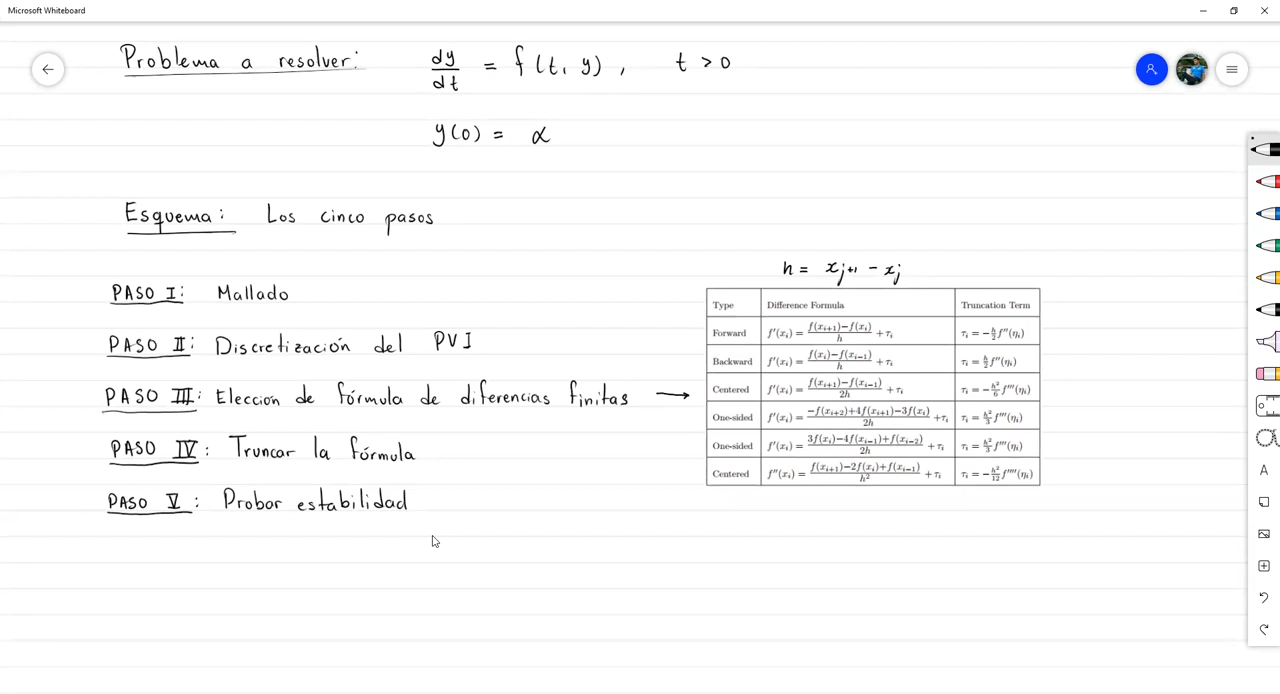 Microsoft Whiteboard
Problema a resolver: dy/dt = f(t, y), t > 0
y(0) = α
Esquema: Los cinco pasos
h = x_{j+1} - x_j
PASO I: Mallado
PASO II: Discretización del PVI
PASO III: Elección de fórmula de diferencias finitas →
PASO IV: Truncar la fórmula
PASO V: Probar estabilidad
Type Difference Formula Truncation Term
Forward f'(x_i) = (f(x_{i+1})-f(x_i))/h + τ_i τ_i = -h/2 f''(η_i)
Backward f'(x_i) = (f(x_i)-f(x_{i-1}))/h + τ_i τ_i = h/2 f''(η_i)
Centered f'(x_i) = (f(x_{i+1})-f(x_{i-1}))/2h + τ_i τ_i = -h²/6 f'''(η_i)
One-sided f'(x_i) = (-f(x_{i+2})+4f(x_{i+1})-3f(x_i))/2h + τ_i τ_i = h²/3 f'''(η_i)
One-sided f'(x_i) = (3f(x_i)-4f(x_{i-1})+f(x_{i-2}))/2h + τ_i τ_i = h²/3 f'''(η_i)
Centered f''(x_i) = (f(x_{i+1})-2f(x_i)+f(x_{i-1}))/h² + τ_i τ_i = -h²/12 f''''(η_i)
A